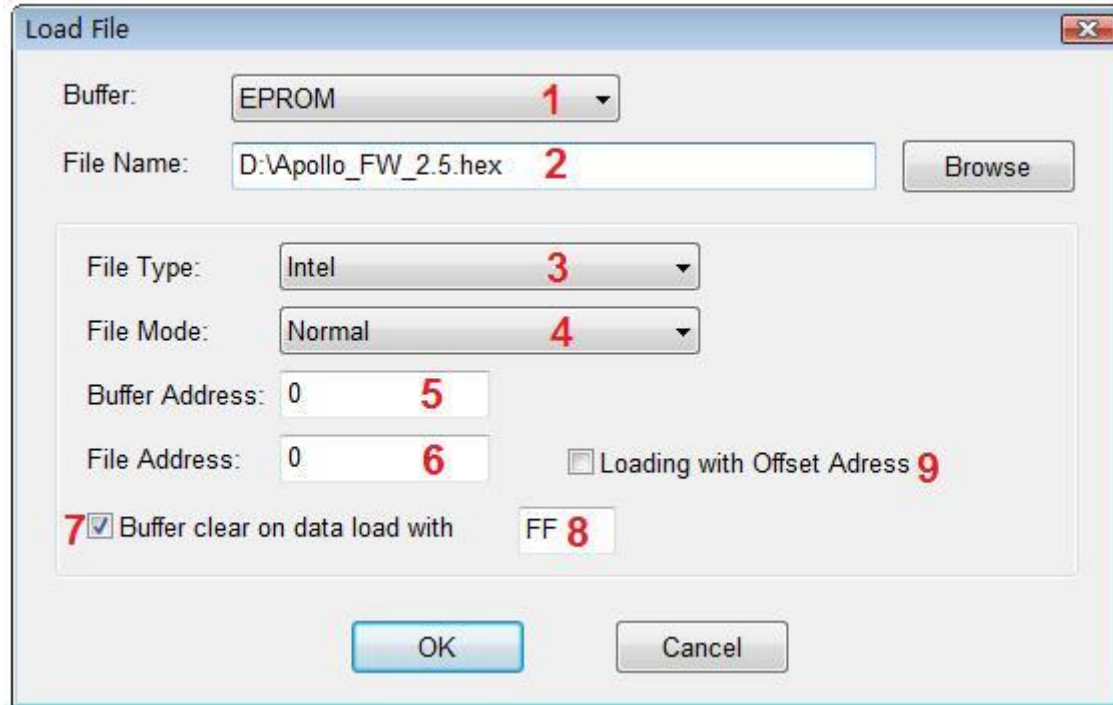 Load File
Buffer: EPROM 1
File Name: D:\Apollo_FW_2.5.hex 2 Browse
File Type: Intel 3
File Mode: Normal 4
Buffer Address: 0 5
File Address: 0 6 Loading with Offset Adress 9
7 Buffer clear on data load with FF 8
OK Cancel